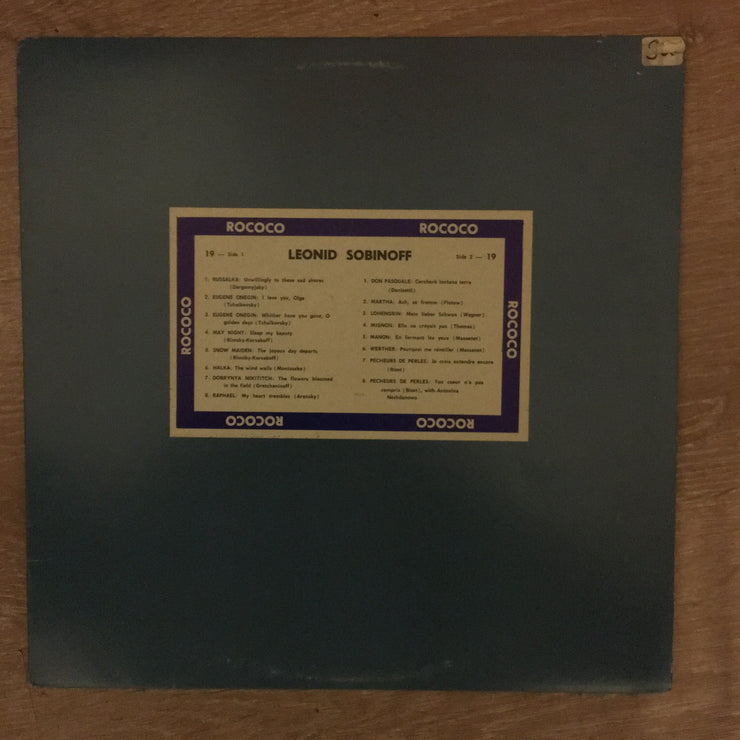 ROCOCO ROCOCO
19 — Side 1 LEONID SOBINOFF Side 2 — 19
1. RUSSALKA: Unwillingly to these sad shores
(Dargomyjsky)
2. EUGENE ONEGIN: I love you, Olga
(Tchaikovsky)
3. EUGENE ONEGIN: Whither have you gone, O
golden days (Tchaikovsky)
4. MAY NIGHT: Sleep my beauty
(Rimsky-Korsakoff)
5. SNOW MAIDEN: The joyous day departs
(Rimsky-Korsakoff)
6. HALKA: The wind wails (Moniuszko)
7. DOBRYNYA NIKITITCH: The flowers bloomed
in the field (Gretchaninoff)
8. RAPHAEL: My heart trembles (Arensky)
1. DON PASQUALE: Cercherò lontana terra
(Donizetti)
2. MARTHA: Ach, so fromm (Flotow)
3. LOHENGRIN: Mein lieber Schwan (Wagner)
4. MIGNON: Elle ne croyait pas (Thomas)
5. MANON: En fermant les yeux (Massenet)
6. WERTHER: Pourquoi me réveiller (Massenet)
7. PECHEURS DE PERLES: Je crois entendre encore
(Bizet)
8. PECHEURS DE PERLES: Ton coeur n'a pas
compris (Bizet), with Antonina
Nezhdanowa
ROCOCO
ROCOCO
ROCOCO ROCOCO